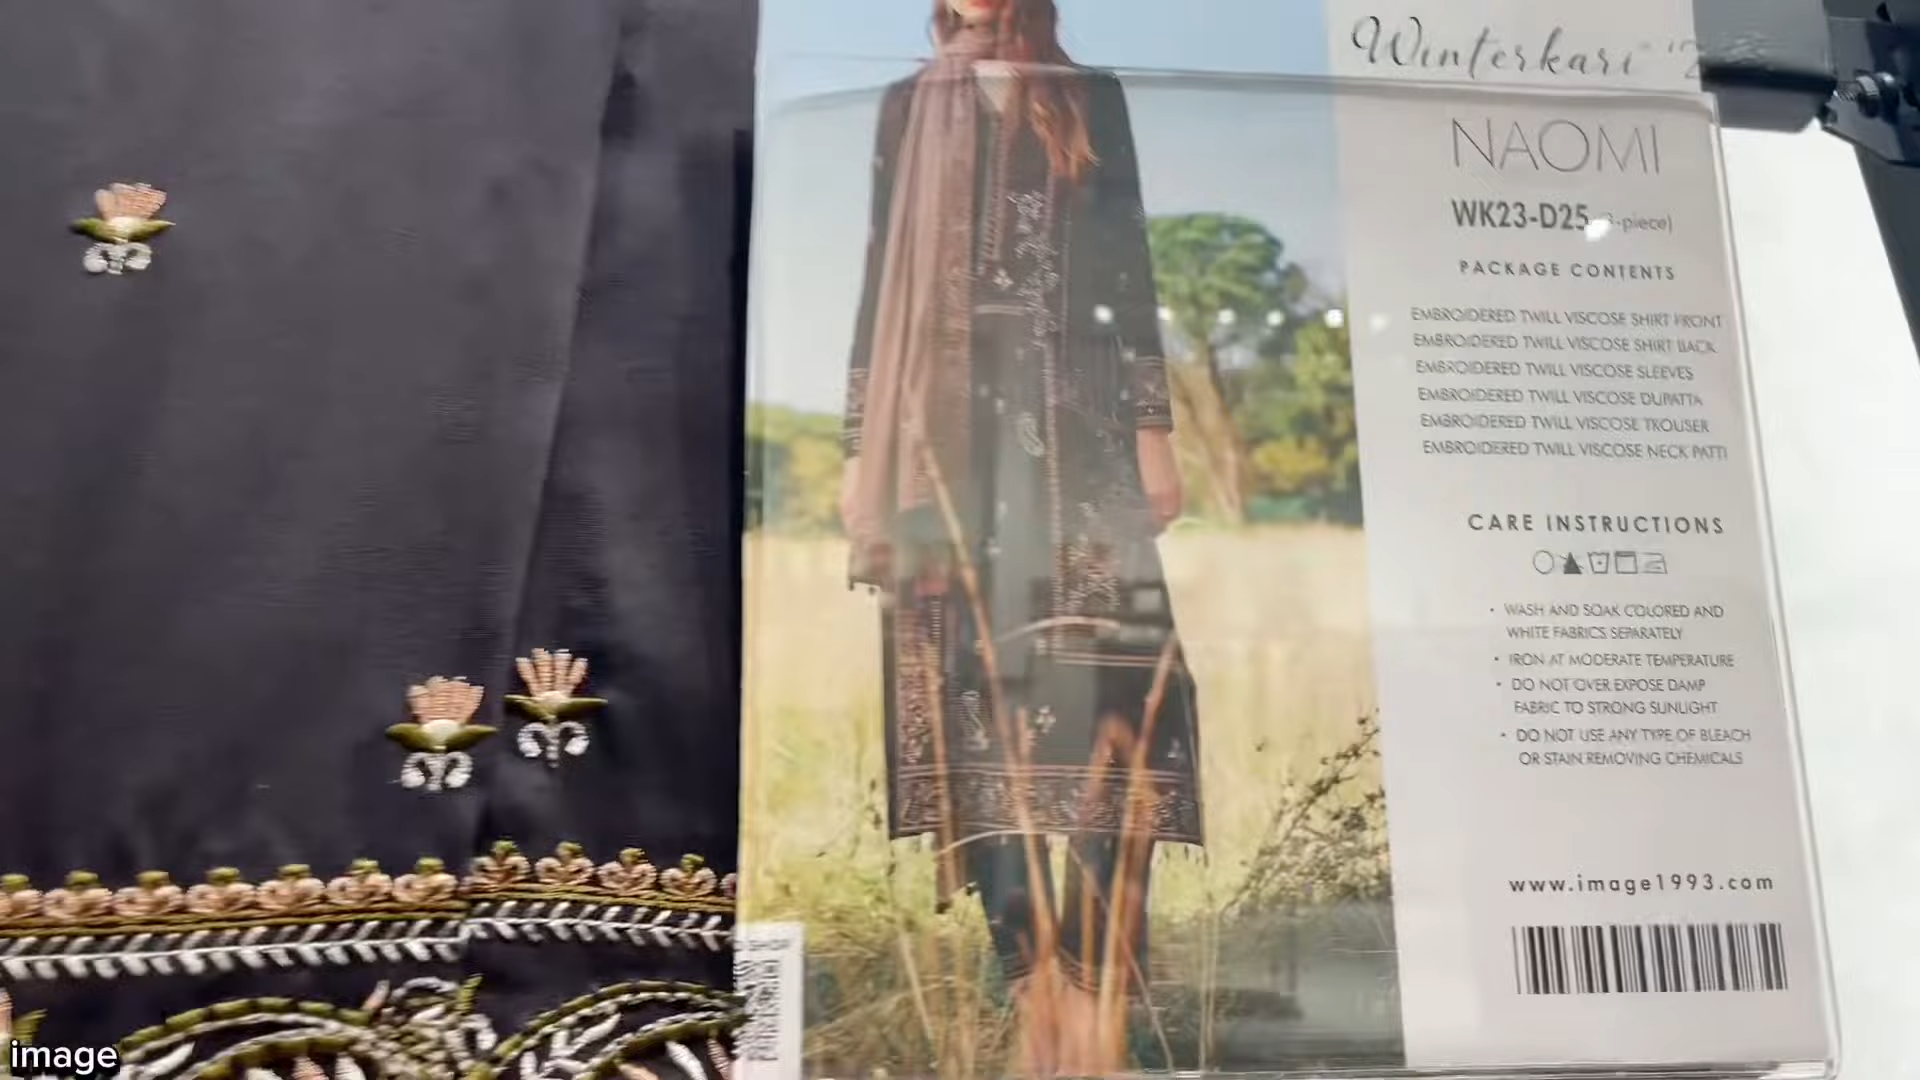 Winterkari
NAOMI
WK23-D25 -piece)
PACKAGE CONTENTS
EMBROIDERED TWILL VISCOSE SHIRT FRONT
EMBROIDERED TWILL VISCOSE SHIRT BACK
EMBROIDERED TWILL VISCOSE SLEEVES
EMBROIDERED TWILL VISCOSE DUPATTA
EMBROIDERED TWILL VISCOSE TROUSER
EMBROIDERED TWILL VISCOSE NECK PATTI
CARE INSTRUCTIONS
• WASH AND SOAK COLORED AND
WHITE FABRICS SEPARATELY
• IRON AT MODERATE TEMPERATURE
• DO NOT OVER EXPOSE DAMP
FABRIC TO STRONG SUNLIGHT
• DO NOT USE ANY TYPE OF BLEACH
OR STAIN REMOVING CHEMICALS
www.image1993.com
image